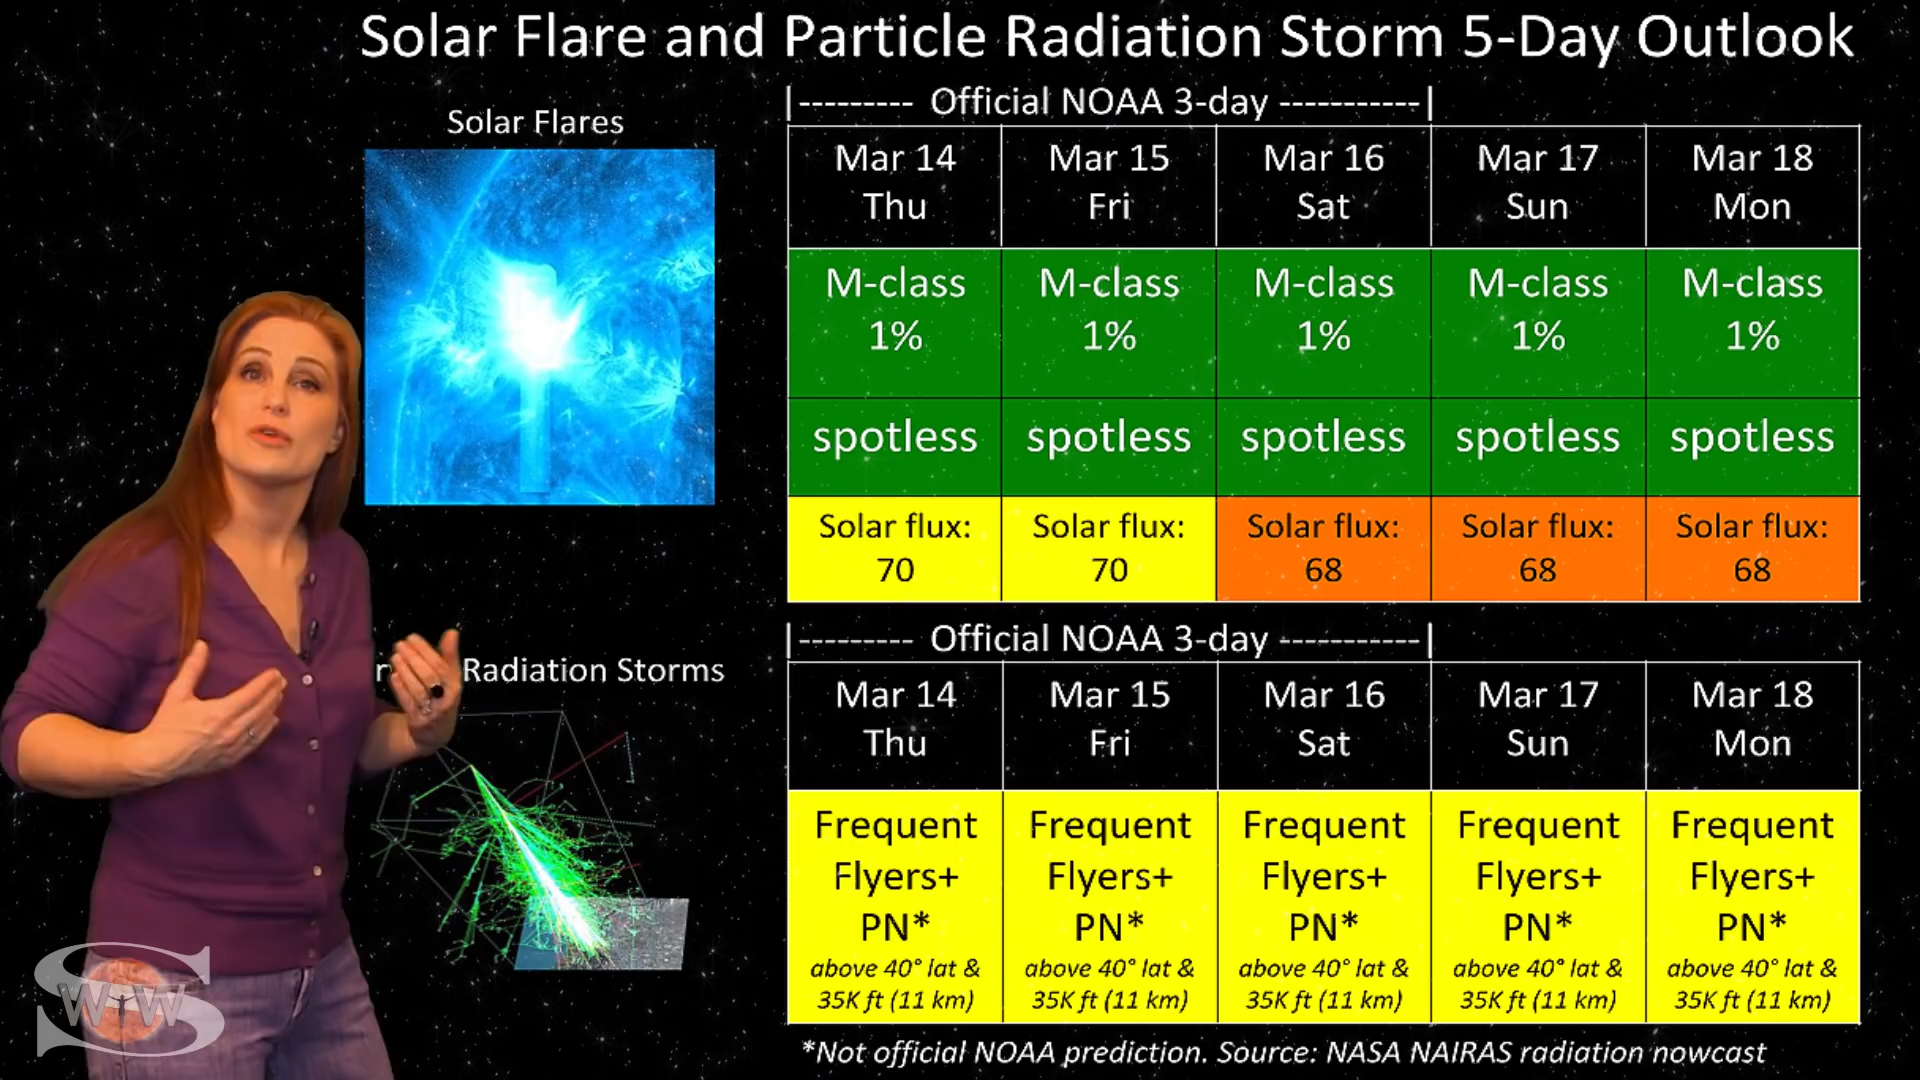 Solar Flare and Particle Radiation Storm 5-Day Outlook
Solar Flares
|--------- Official NOAA 3-day -----------|
Mar 14 Mar 15 Mar 16 Mar 17 Mar 18
Thu Fri Sat Sun Mon
M-class M-class M-class M-class M-class
1% 1% 1% 1% 1%
spotless spotless spotless spotless spotless
Solar flux: Solar flux: Solar flux: Solar flux: Solar flux:
70 70 68 68 68
Radiation Storms
|--------- Official NOAA 3-day -----------|
Mar 14 Mar 15 Mar 16 Mar 17 Mar 18
Thu Fri Sat Sun Mon
Frequent Frequent Frequent Frequent Frequent
Flyers+ Flyers+ Flyers+ Flyers+ Flyers+
PN* PN* PN* PN* PN*
above 40° lat & above 40° lat & above 40° lat & above 40° lat & above 40° lat &
35K ft (11 km) 35K ft (11 km) 35K ft (11 km) 35K ft (11 km) 35K ft (11 km)
*Not official NOAA prediction. Source: NASA NAIRAS radiation nowcast
SWTW